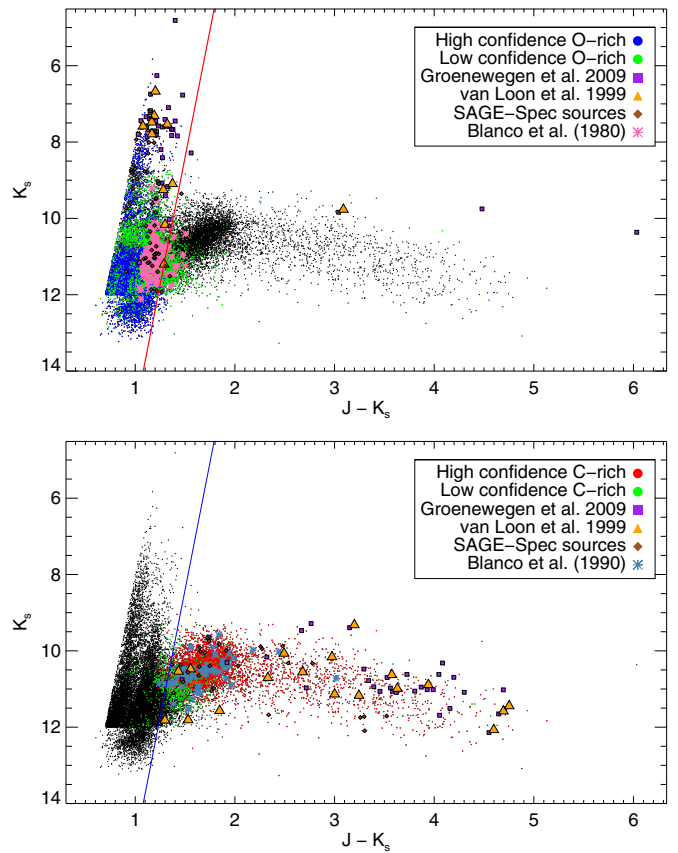 High confidence O-rich
Low confidence O-rich
Groenewegen et al. 2009
van Loon et al. 1999
SAGE-Spec sources
Blanco et al. (1980)
6
8
10
12
14
Ks
1 2 3 4 5 6
J - Ks
High confidence C-rich
Low confidence C-rich
Groenewegen et al. 2009
van Loon et al. 1999
SAGE-Spec sources
Blanco et al. (1990)
6
8
10
12
14
Ks
1 2 3 4 5 6
J - Ks